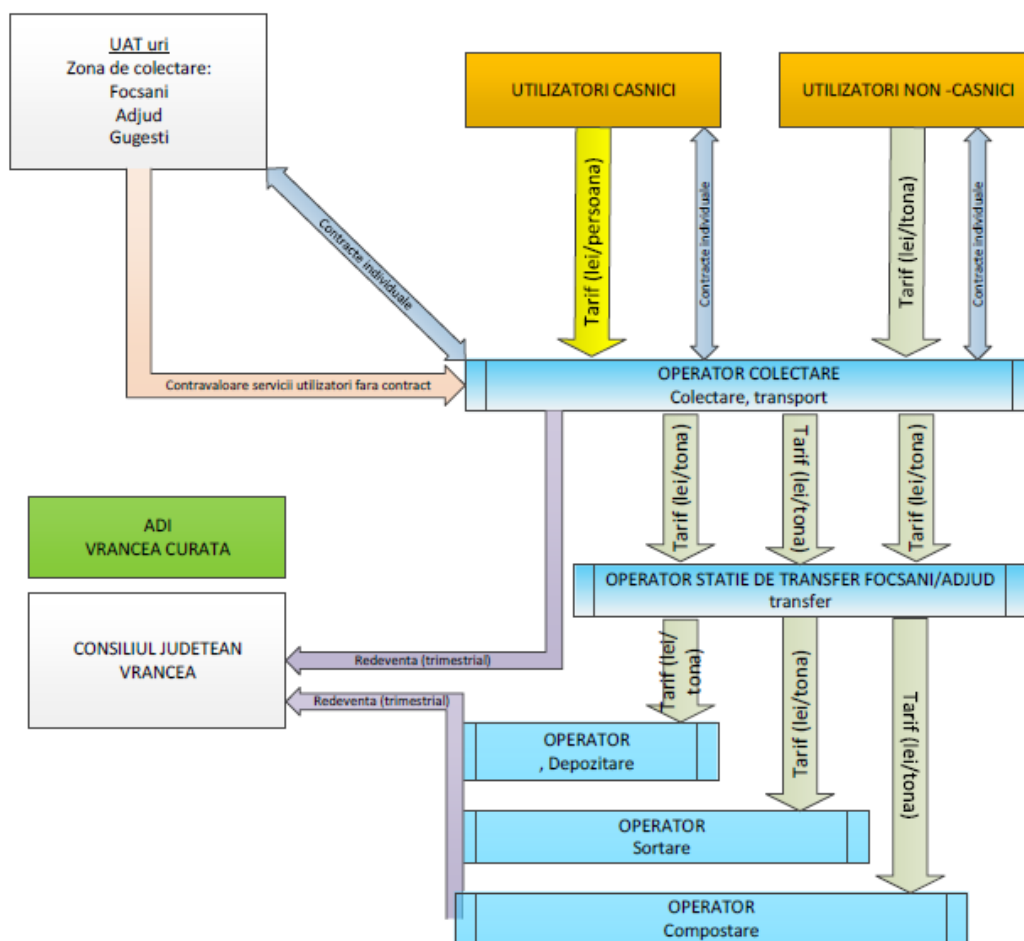 UAT uri
Zona de colectare:
Focsani
Adjud
Gugesti
UTILIZATORI CASNICI
UTILIZATORI NON -CASNICI
Contracte individuale
Tarif (lei/persoana)
Contracte individuale
Tarif (lei/ltona)
Contracte individuale
Contravaloare servicii utilizatori fara contract
OPERATOR COLECTARE
Colectare, transport
Tarif (lei/tona)
Tarif (lei/tona)
Tarif (lei/tona)
ADI
VRANCEA CURATA
OPERATOR STATIE DE TRANSFER FOCSANI/ADJUD
transfer
CONSILIUL JUDETEAN
VRANCEA
Redeventa (trimestrial)
Redeventa (trimestrial)
Tarif (lei/
tona)
Tarif (lei/tona)
Tarif (lei/tona)
OPERATOR
, Depozitare
OPERATOR
Sortare
OPERATOR
Compostare